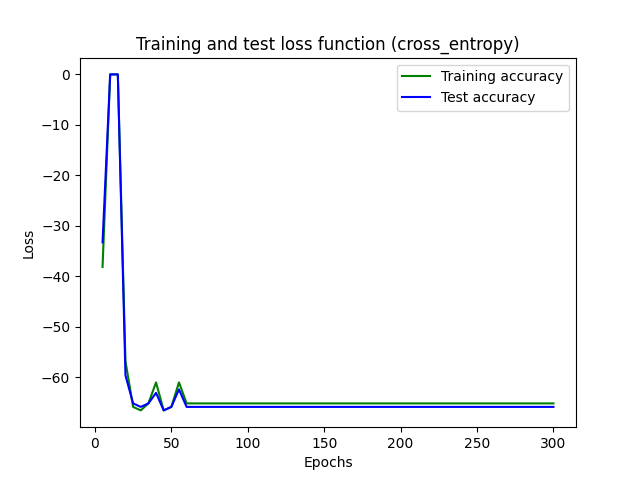 Training and test loss function (cross_entropy)
Training accuracy
Test accuracy
Loss
0
−10
−20
−30
−40
−50
−60
0 50 100 150 200 250 300
Epochs